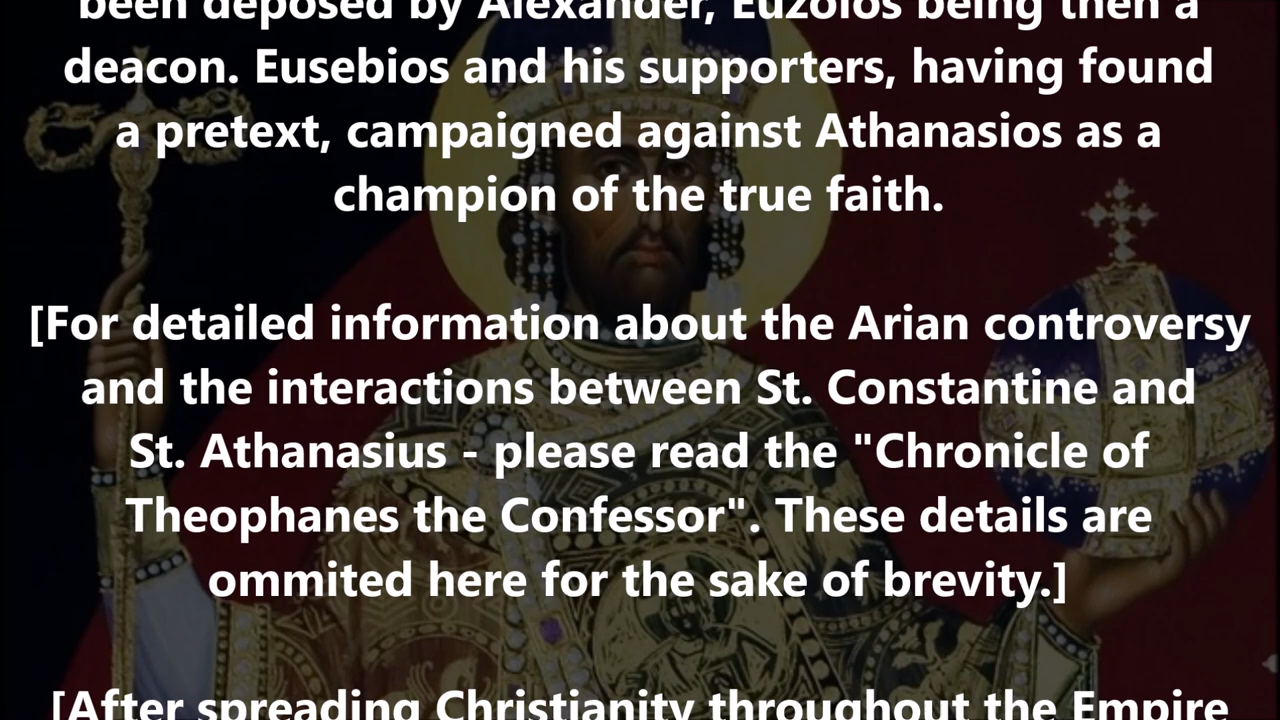 been deposed by Alexander, Euzoios being then a
deacon. Eusebios and his supporters, having found
a pretext, campaigned against Athanasios as a
champion of the true faith.
[For detailed information about the Arian controversy
and the interactions between St. Constantine and
St. Athanasius - please read the "Chronicle of
Theophanes the Confessor". These details are
ommited here for the sake of brevity.]
[After spreading Christianity throughout the Empire